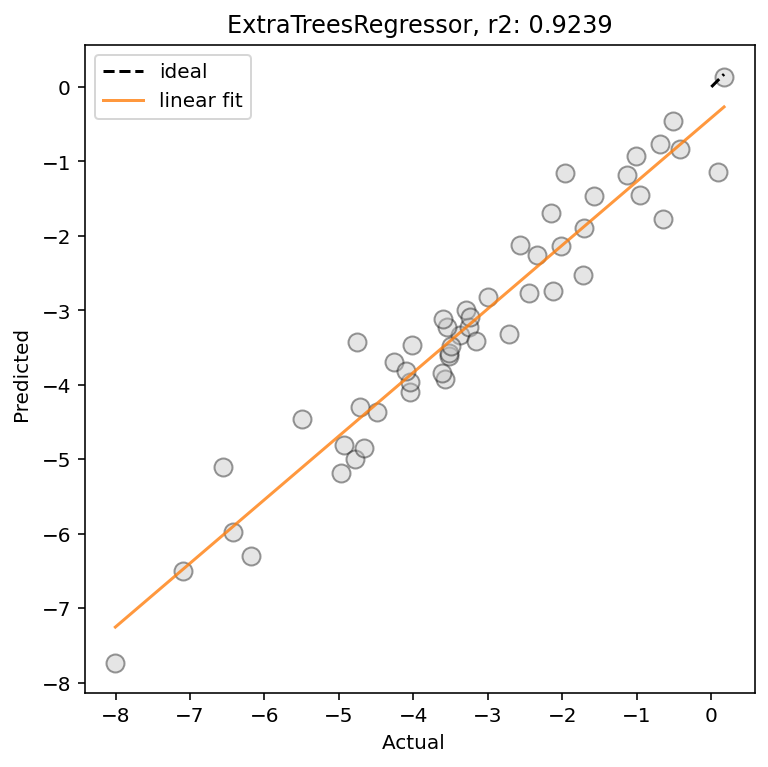 ExtraTreesRegressor, r2: 0.9239
ideal
linear fit
0
−1
−2
−3
−4
−5
−6
−7
−8
Predicted
−8 −7 −6 −5 −4 −3 −2 −1 0
Actual